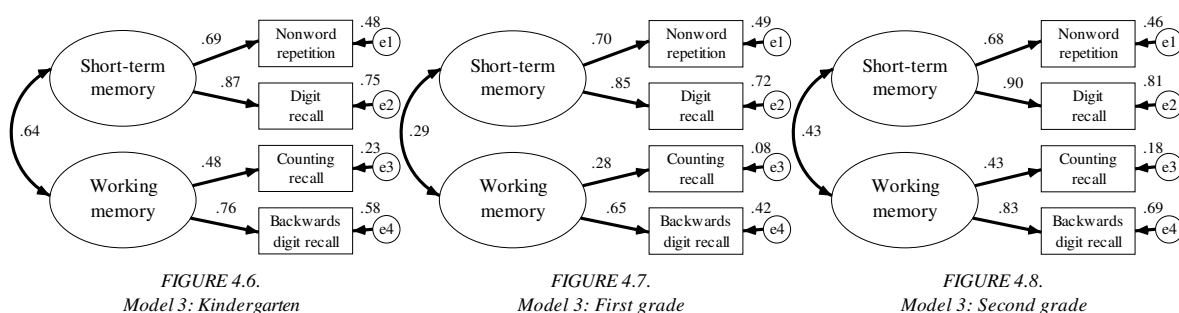 .48
Nonword
repetition
e1
.69
Short-term
memory
.87
.75
Digit
recall
e2
.64
.23
Counting
recall
e3
.48
Working
memory
.76
.58
Backwards
digit recall
e4
FIGURE 4.6.
Model 3: Kindergarten
.49
Nonword
repetition
e1
.70
Short-term
memory
.85
.72
Digit
recall
e2
.29
.08
Counting
recall
e3
.28
Working
memory
.65
.42
Backwards
digit recall
e4
FIGURE 4.7.
Model 3: First grade
.46
Nonword
repetition
e1
.68
Short-term
memory
.90
.81
Digit
recall
e2
.43
.18
Counting
recall
e3
.43
Working
memory
.83
.69
Backwards
digit recall
e4
FIGURE 4.8.
Model 3: Second grade